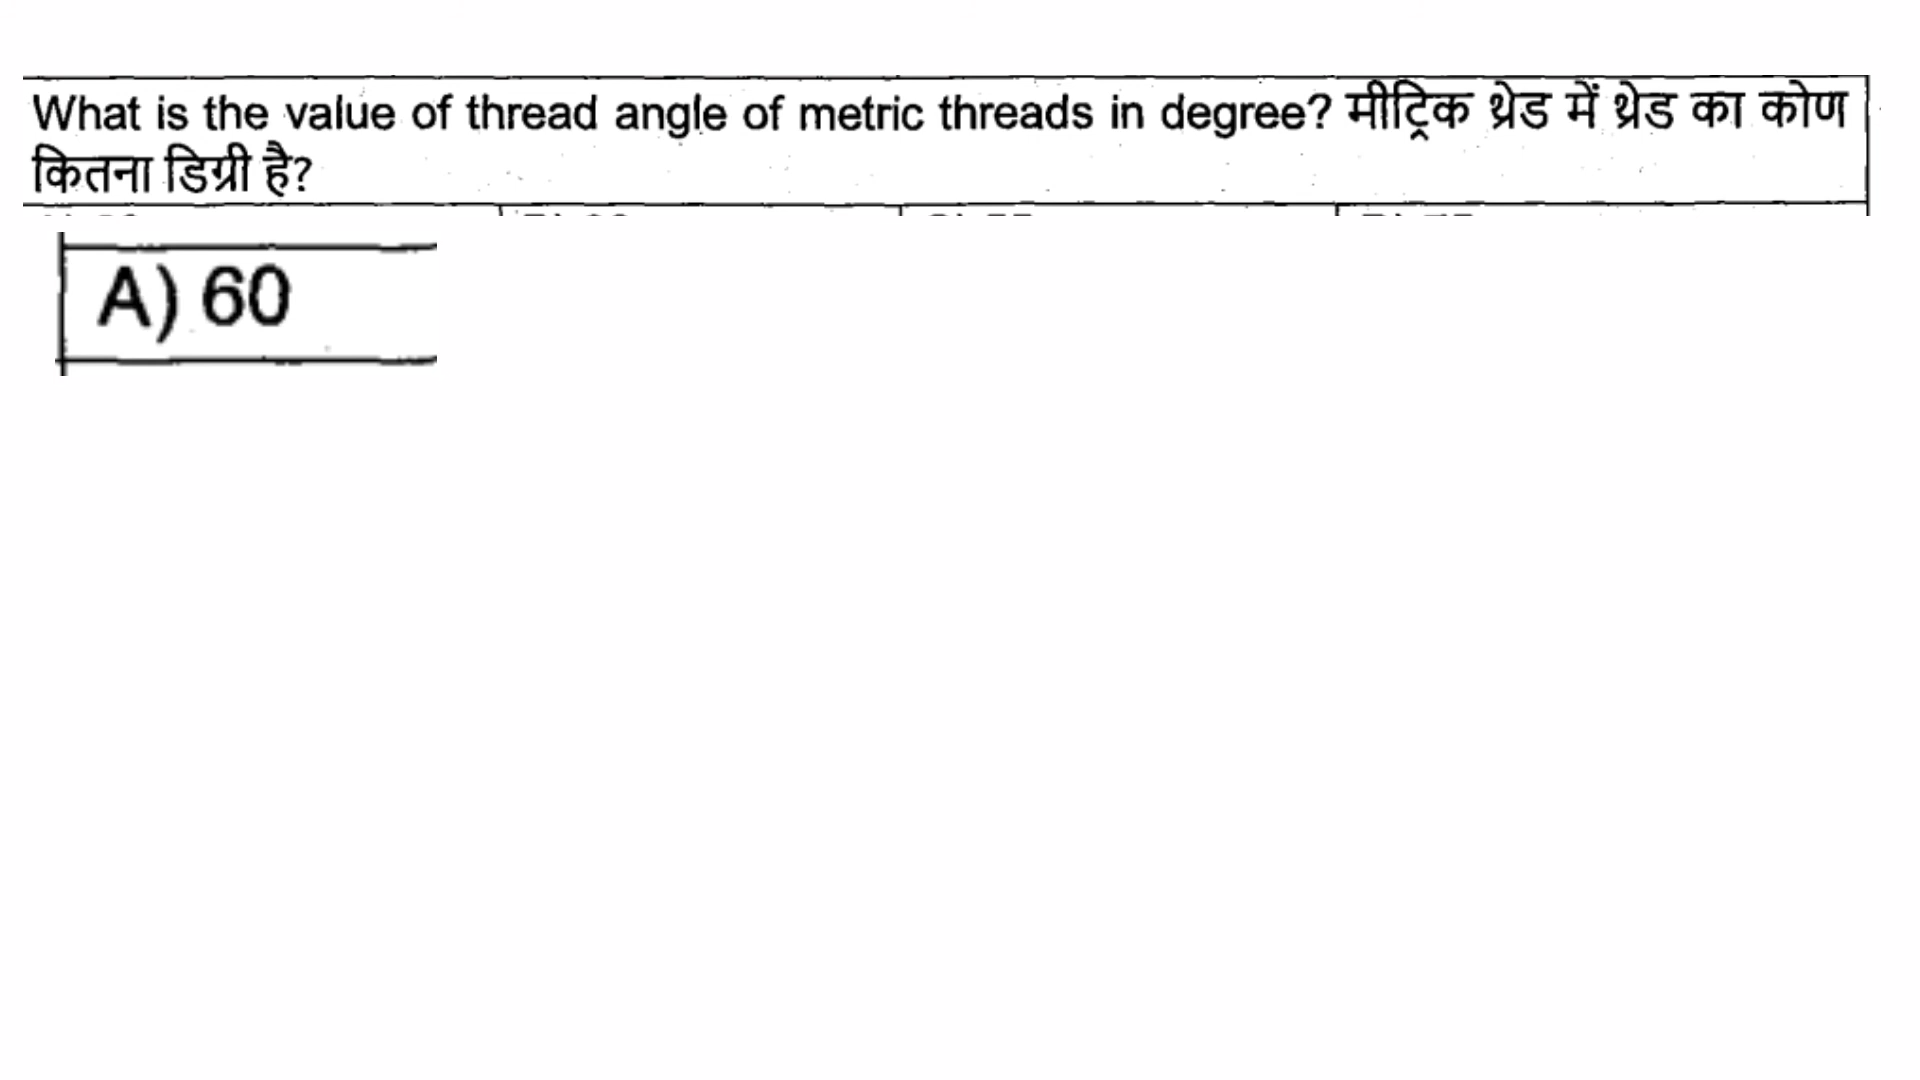 What is the value of thread angle of metric threads in degree? मीट्रिक थ्रेड में थ्रेड का कोण
कितना डिग्री है?
A) 60